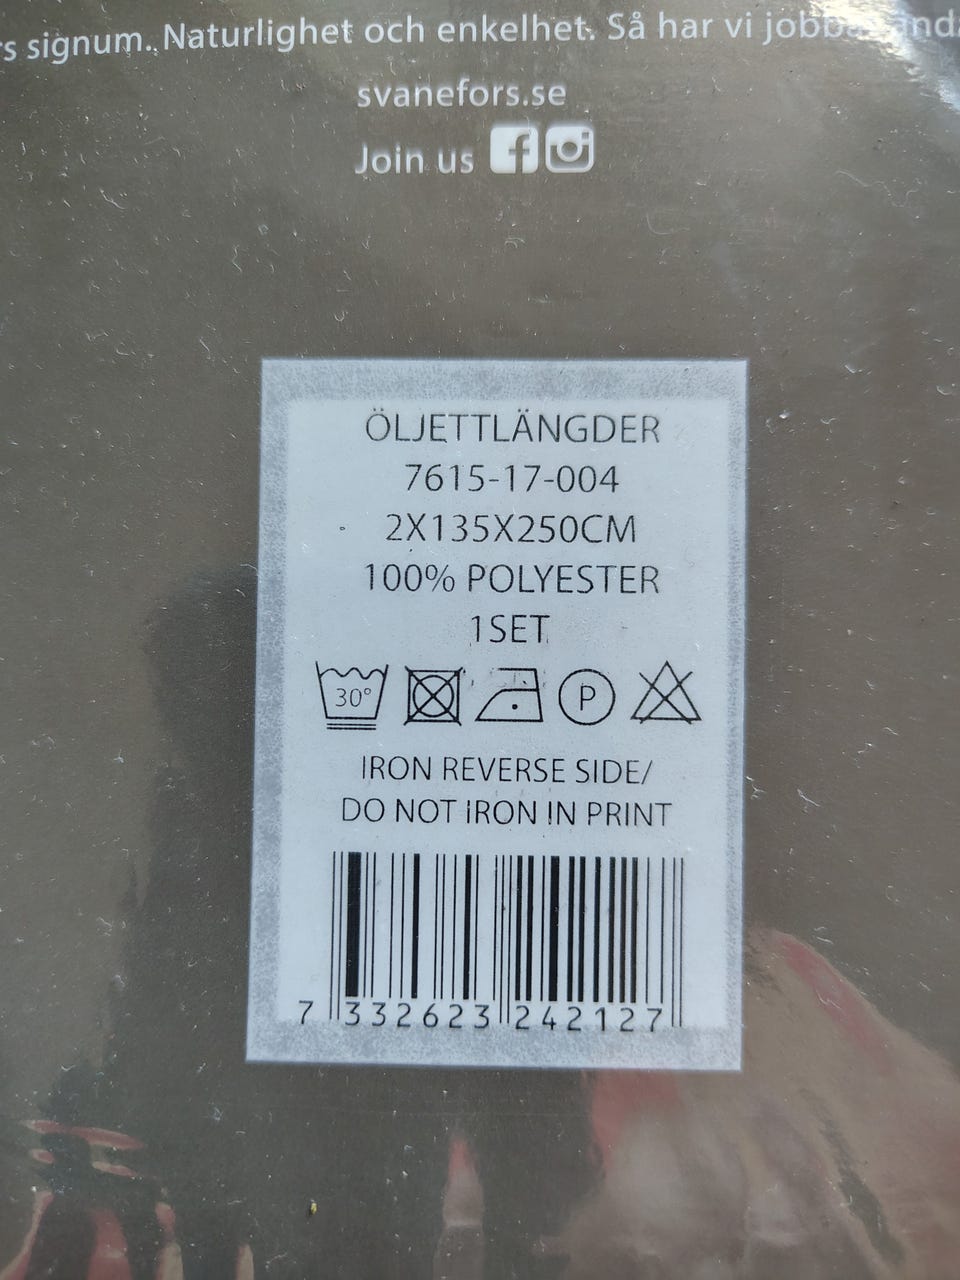 signum. Naturlighet och enkelhet. Så har vi
svanefors.se
Join us
ÖLJETTLÄNGDER
7615-17-004
2X135X250CM
100% POLYESTER
1SET
30° P
IRON REVERSE SIDE/
DO NOT IRON IN PRINT
7 332623 242127